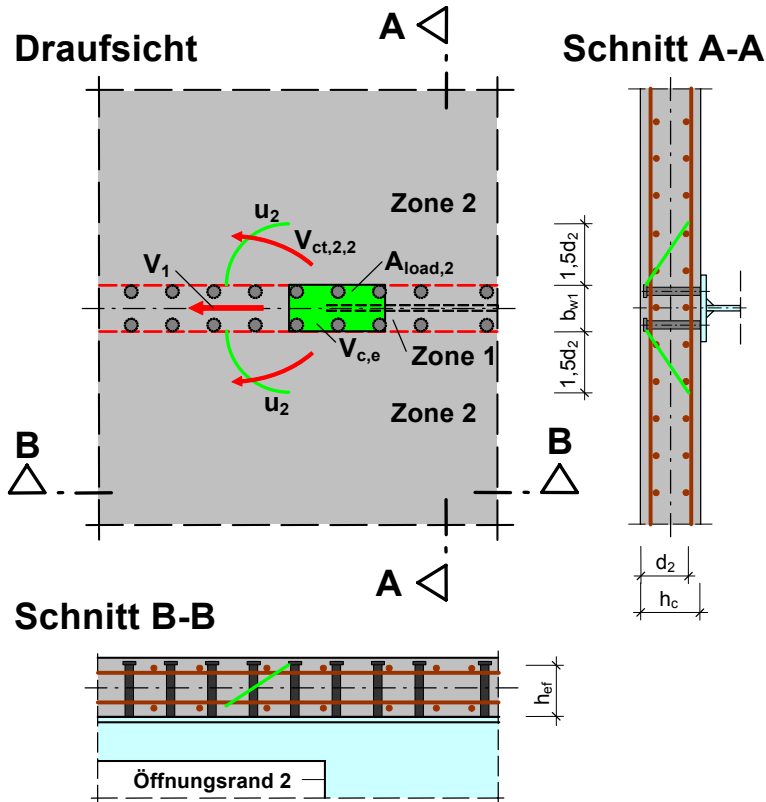 Draufsicht
A
Schnitt A-A
Zone 2
u2
Vct,2,2
V1
Aload,2
Vc,e
Zone 1
u2
Zone 2
1,5d2
bw1
1,5d2
B
B
A
d2
hc
Schnitt B-B
hef
Öffnungsrand 2